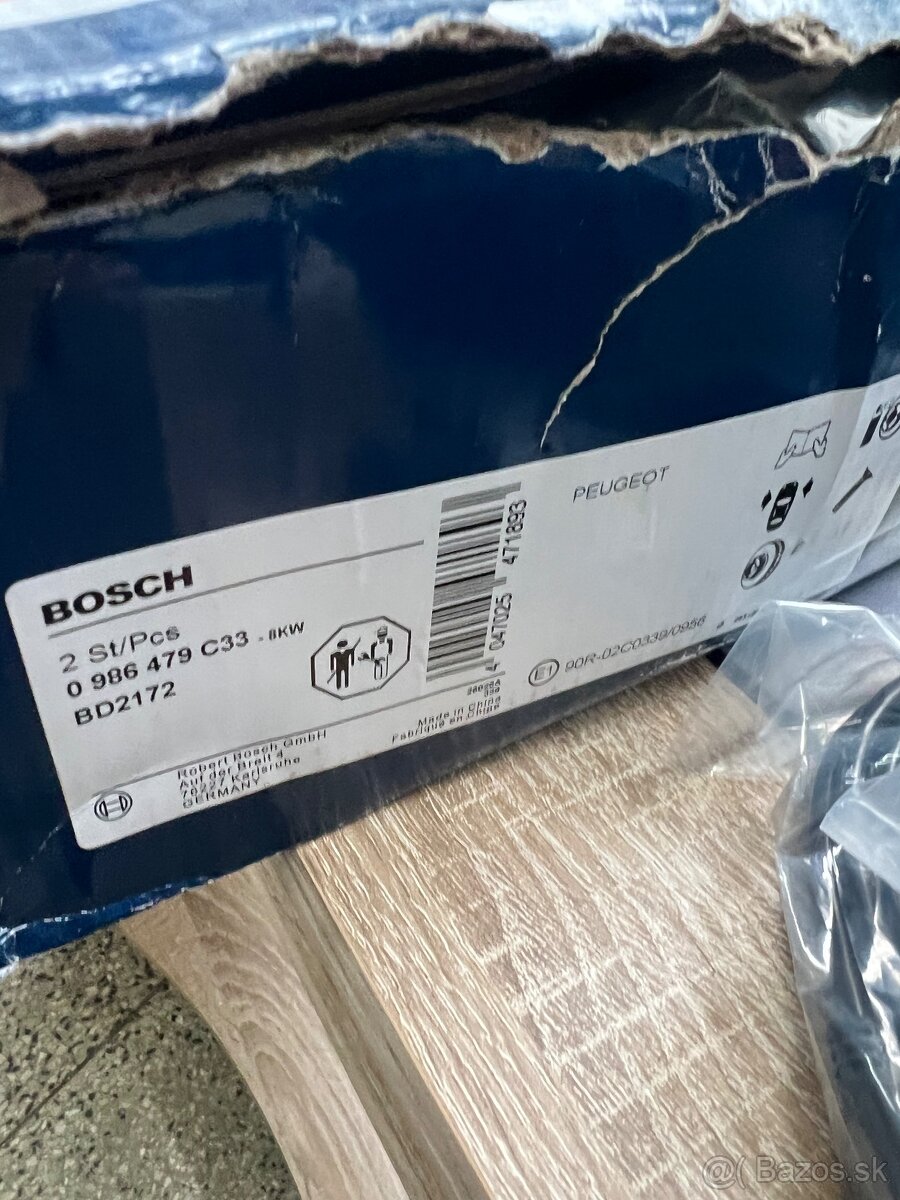 BOSCH
2 St/Pcs
0 986 479 C33 - 8KW
BD2172
Robert Bosch GmbH
Auf der Breit 4
76227 Karlsruhe
GERMANY
Made in China
Fabriqué en Chine
4 047025 471893
PEUGEOT
E1 90R-02C0339/0956
@( Bazos.sk